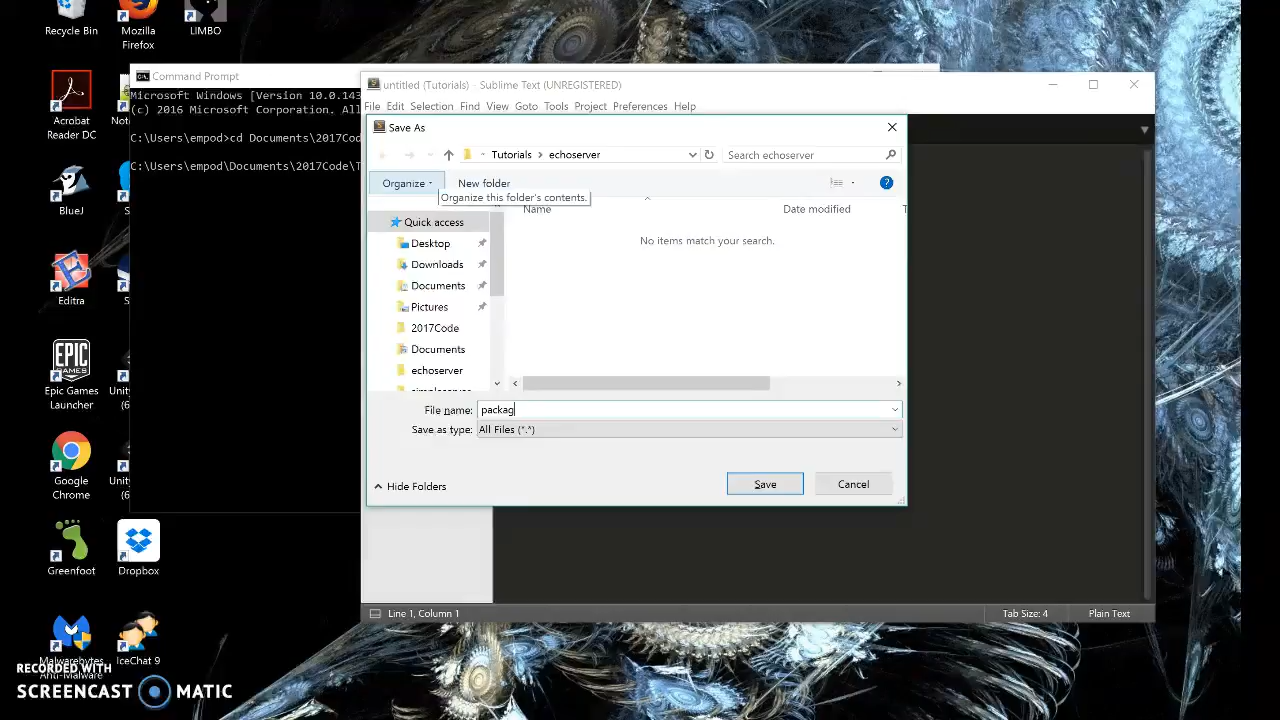 Recycle Bin
Mozilla Firefox
LIMBO
Acrobat Reader DC
BlueJ
Editra
Epic Games Launcher
Google Chrome
Greenfoot
Dropbox
Malwarebytes Anti-Malware
IceChat 9
RECORDED WITH
SCREENCAST MATIC
Command Prompt
Microsoft Windows [Version 10.0.143
(c) 2016 Microsoft Corporation. All
C:\Users\empod>cd Documents\2017Cod
C:\Users\empod\Documents\2017Code\T
untitled (Tutorials) - Sublime Text (UNREGISTERED)
File Edit Selection Find View Goto Tools Project Preferences Help
Save As
Tutorials > echoserver
Search echoserver
Organize
New folder
Organize this folder's contents.
Name
Date modified
T
No items match your search.
Quick access
Desktop
Downloads
Documents
Pictures
2017Code
Documents
echoserver
File name: packag
Save as type: All Files (*.*)
Hide Folders
Save
Cancel
Line 1, Column 1
Tab Size: 4
Plain Text